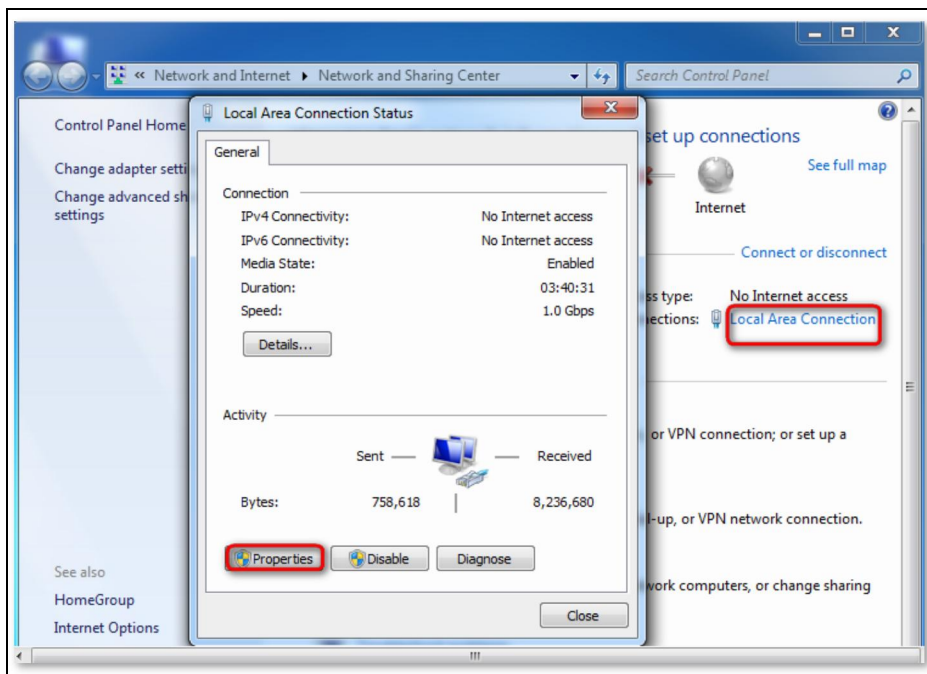 « Network and Internet ▸ Network and Sharing Center
Search Control Panel
Control Panel Home
Change adapter setti
Change advanced sh
settings
See also
HomeGroup
Internet Options
Local Area Connection Status
General
Connection
IPv4 Connectivity: No Internet access
IPv6 Connectivity: No Internet access
Media State: Enabled
Duration: 03:40:31
Speed: 1.0 Gbps
Details...
Activity
Sent Received
Bytes: 758,618 8,236,680
Properties Disable Diagnose
Close
set up connections
See full map
Internet
Connect or disconnect
ss type: No Internet access
nections: Local Area Connection
or VPN connection; or set up a
l-up, or VPN network connection.
work computers, or change sharing